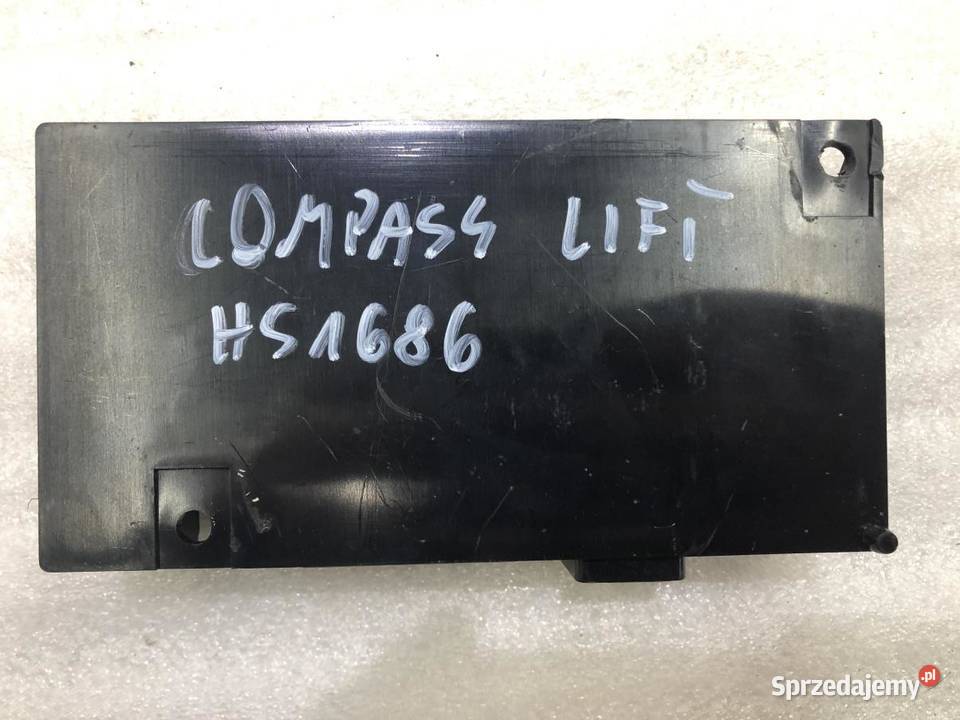 COMPASS LIFT
HS1686
Sprzedajemy.pl